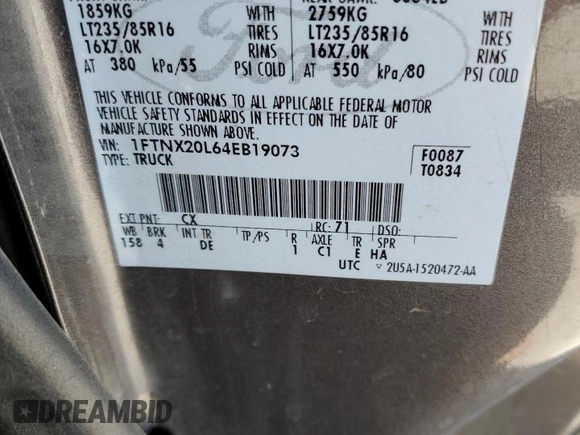 1859KG WITH 2759KG WITH
LT235/85R16 TIRES LT235/85R16 TIRES
16X7.0K RIMS 16X7.0K RIMS
AT 380 kPa/55 PSI COLD AT 550 kPa/80 PSI COLD
Ford
THIS VEHICLE CONFORMS TO ALL APPLICABLE FEDERAL MOTOR
VEHICLE SAFETY STANDARDS IN EFFECT ON THE DATE OF
MANUFACTURE SHOWN ABOVE.
VIN: 1FTNX20L64EB19073
TYPE: TRUCK
F0087
T0834
EXT PNT: CX RC: 71 DSO:
WB BRK INT TR TP/PS R AXLE TR SPR
158 4 DE 1 C1 E HA
UTC ▽ 2U5A-1520472-AA
DREAMBID